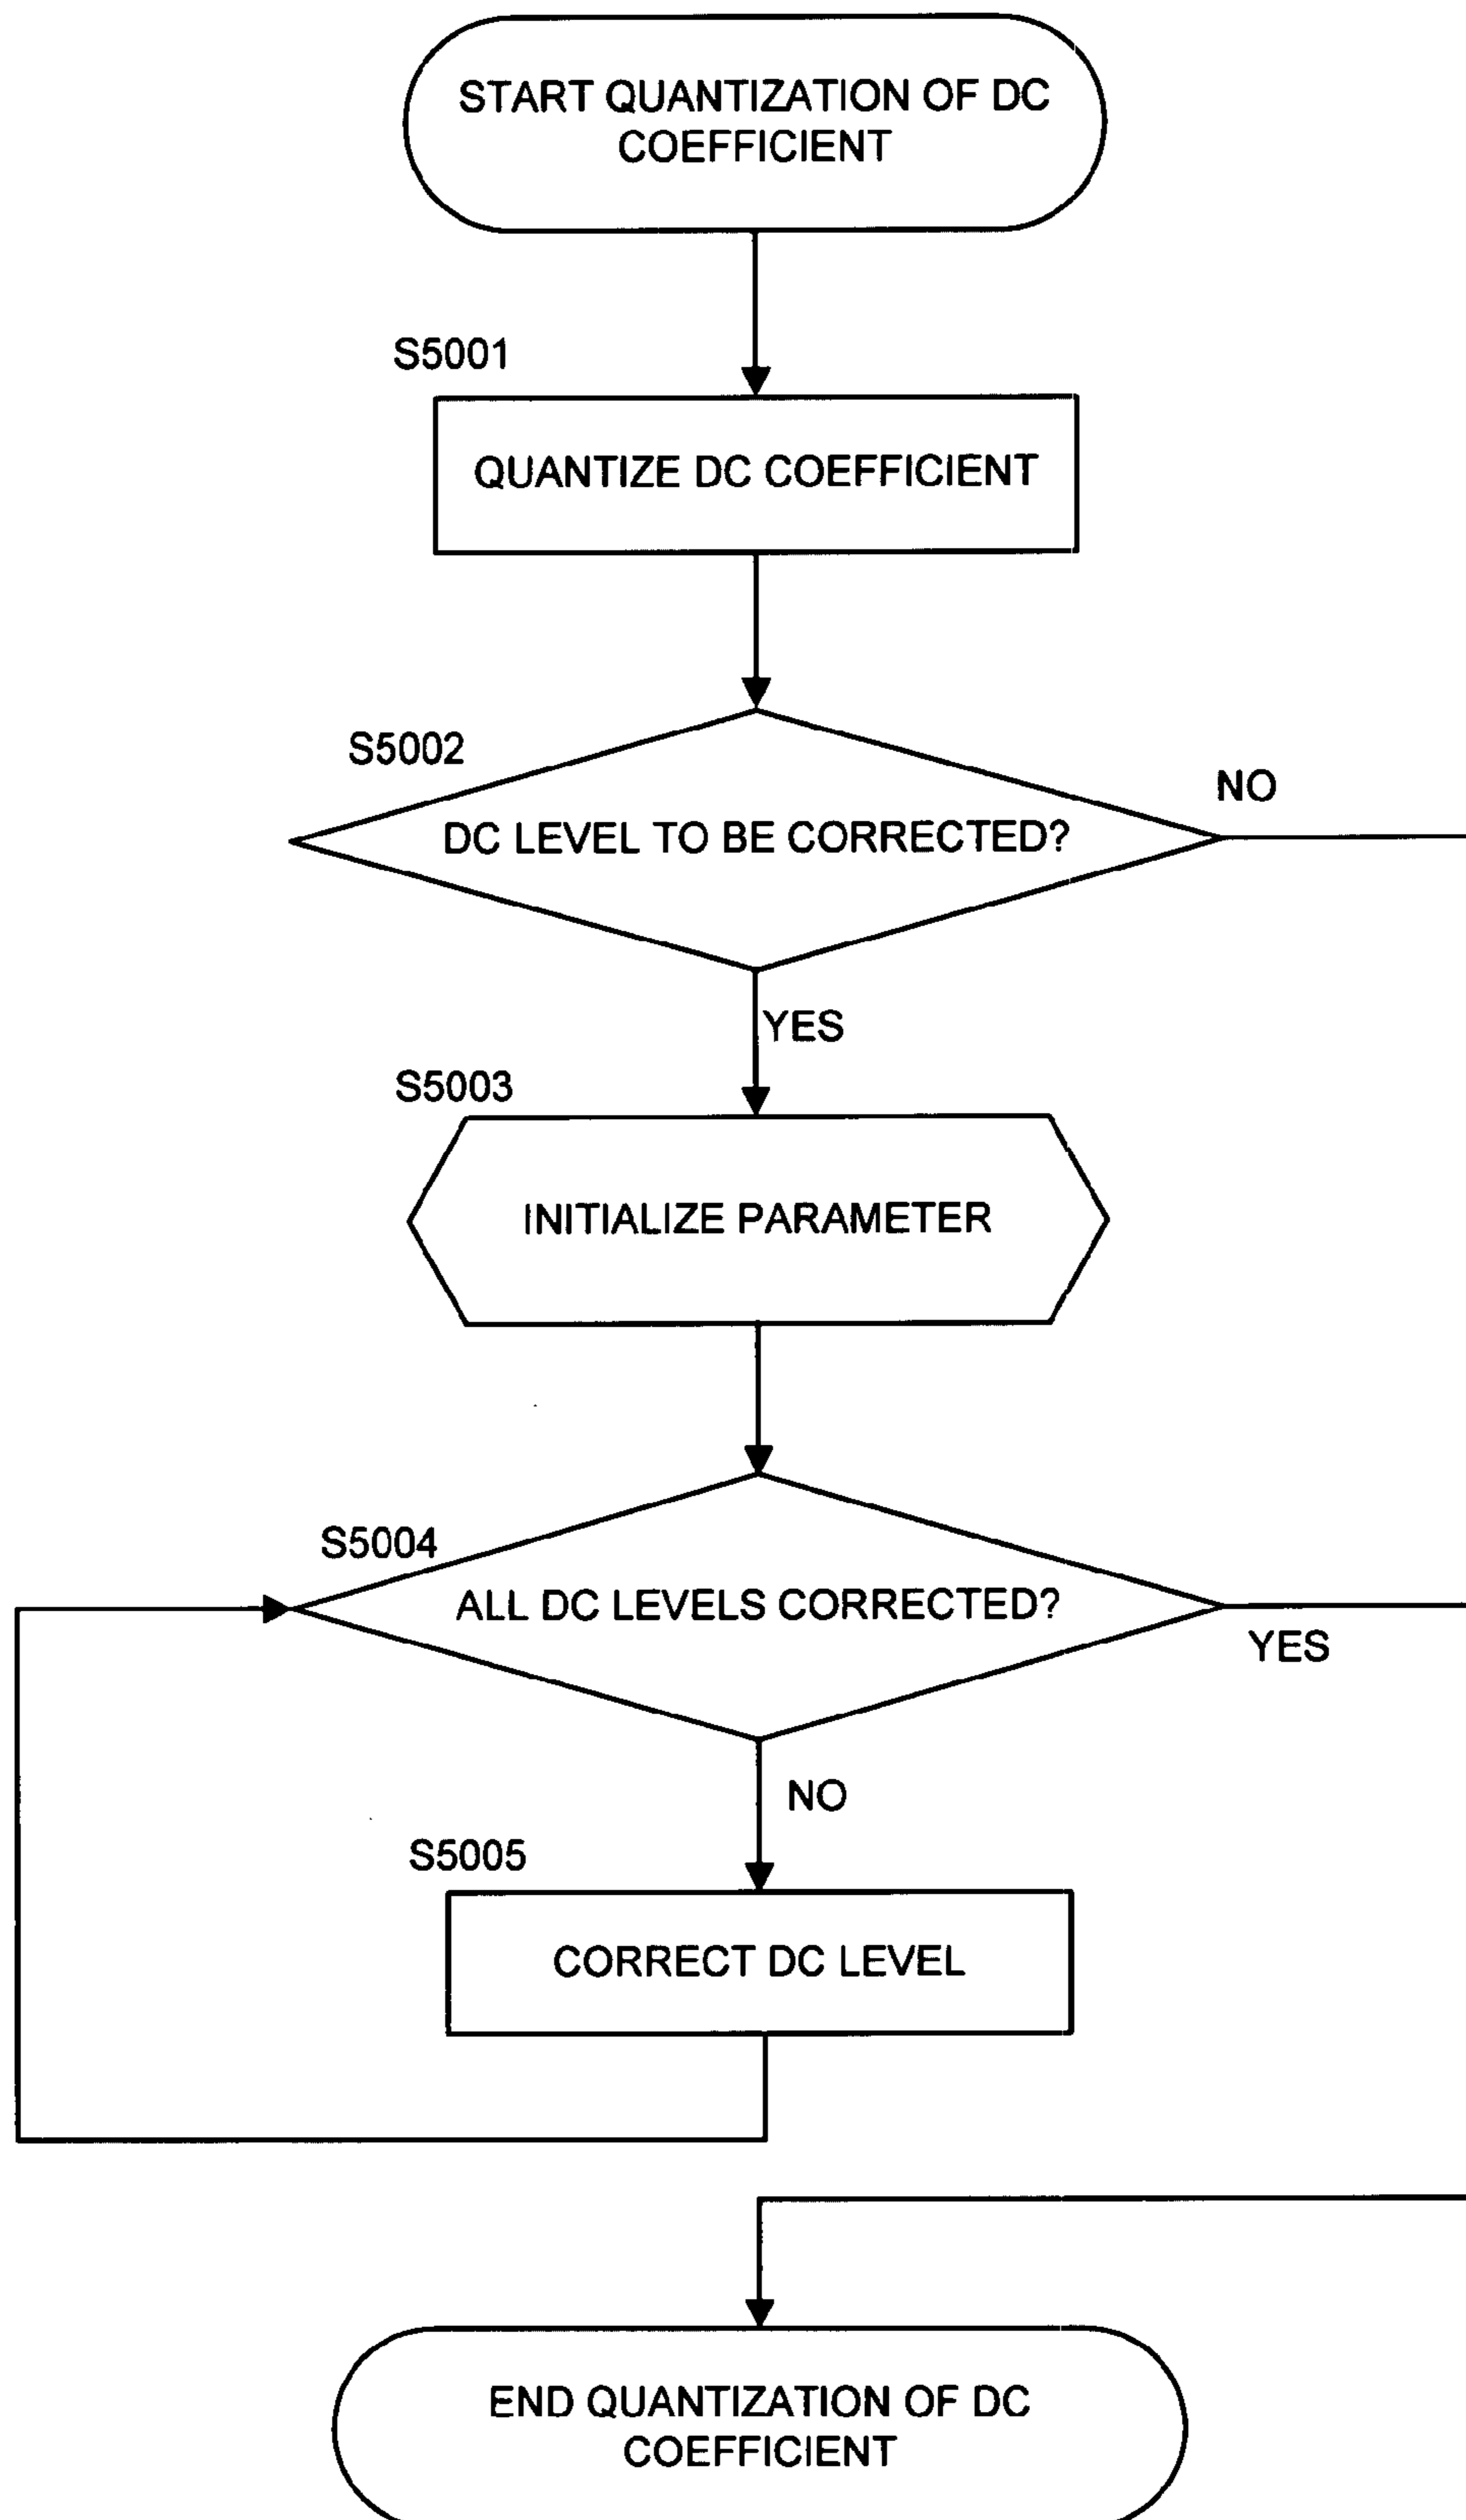 START QUANTIZATION OF DC
COEFFICIENT
S5001
QUANTIZE DC COEFFICIENT
S5002
NO
DC LEVEL TO BE CORRECTED?
YES
S5003
INITIALIZE PARAMETER
S5004
ALL DC LEVELS CORRECTED?
YES
NO
S5005
CORRECT DC LEVEL
END QUANTIZATION OF DC
COEFFICIENT